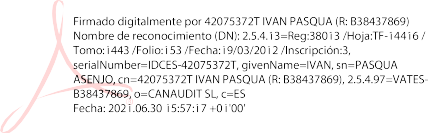 Firmado digitalmente por 42075372T IVAN PASQUA (R: B38437869)
Nombre de reconocimiento (DN): 2.5.4.13=Reg:38013 /Hoja:TF-14416 /
Tomo:1443 /Folio:153 /Fecha:19/03/2012 /Inscripción:3,
serialNumber=IDCES-42075372T, givenName=IVAN, sn=PASQUA
ASENJO, cn=42075372T IVAN PASQUA (R: B38437869), 2.5.4.97=VATES-
B38437869, o=CANAUDIT SL, c=ES
Fecha: 2021.06.30 15:57:17 +01'00'